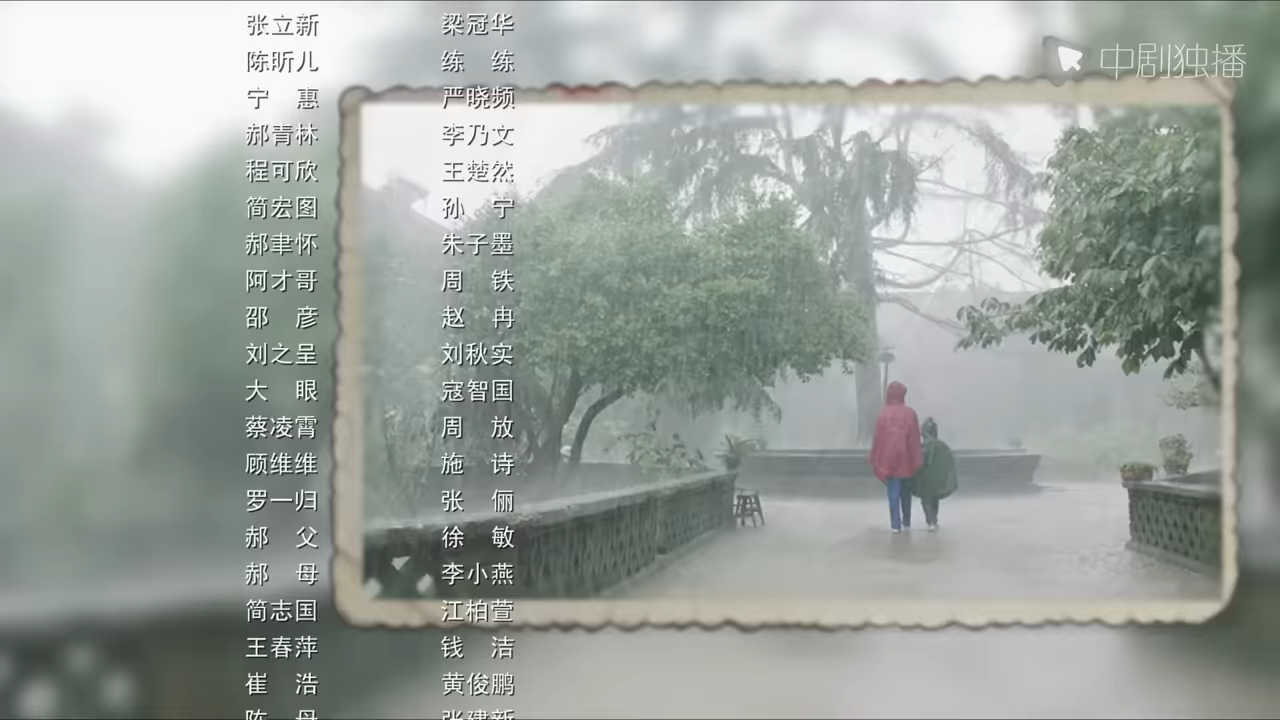 张立新 梁冠华
中剧独播
陈昕儿 练 练
宁 惠 严晓频
郝青林 李乃文
程可欣 王楚然
简宏图 孙 宁
郝聿怀 朱子墨
阿才哥 周 铁
邵 彦 赵 冉
刘之呈 刘秋实
大 眼 寇智国
蔡凌霄 周 放
顾维维 施 诗
罗一归 张 俪
郝 父 徐 敏
郝 母 李小燕
简志国 江柏萱
王春萍 钱 洁
崔 浩 黄俊鹏
陈 母 张建新